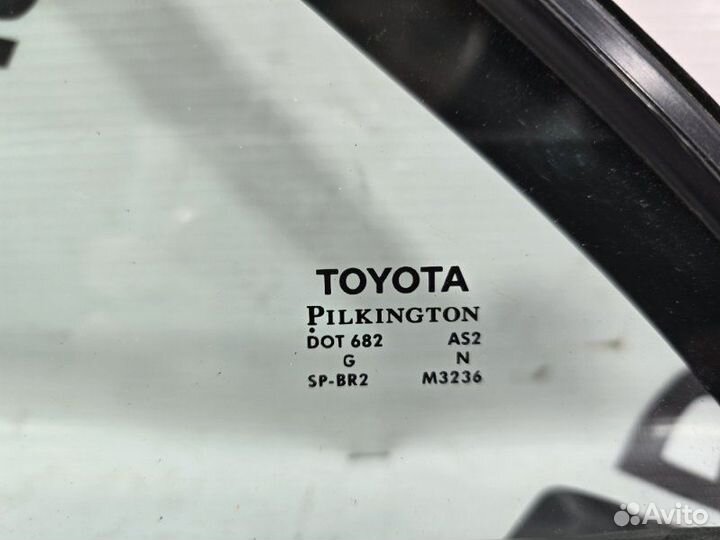 TOYOTA
PILKINGTON
DOT 682 AS2
G N
SP-BR2 M3236
Avito